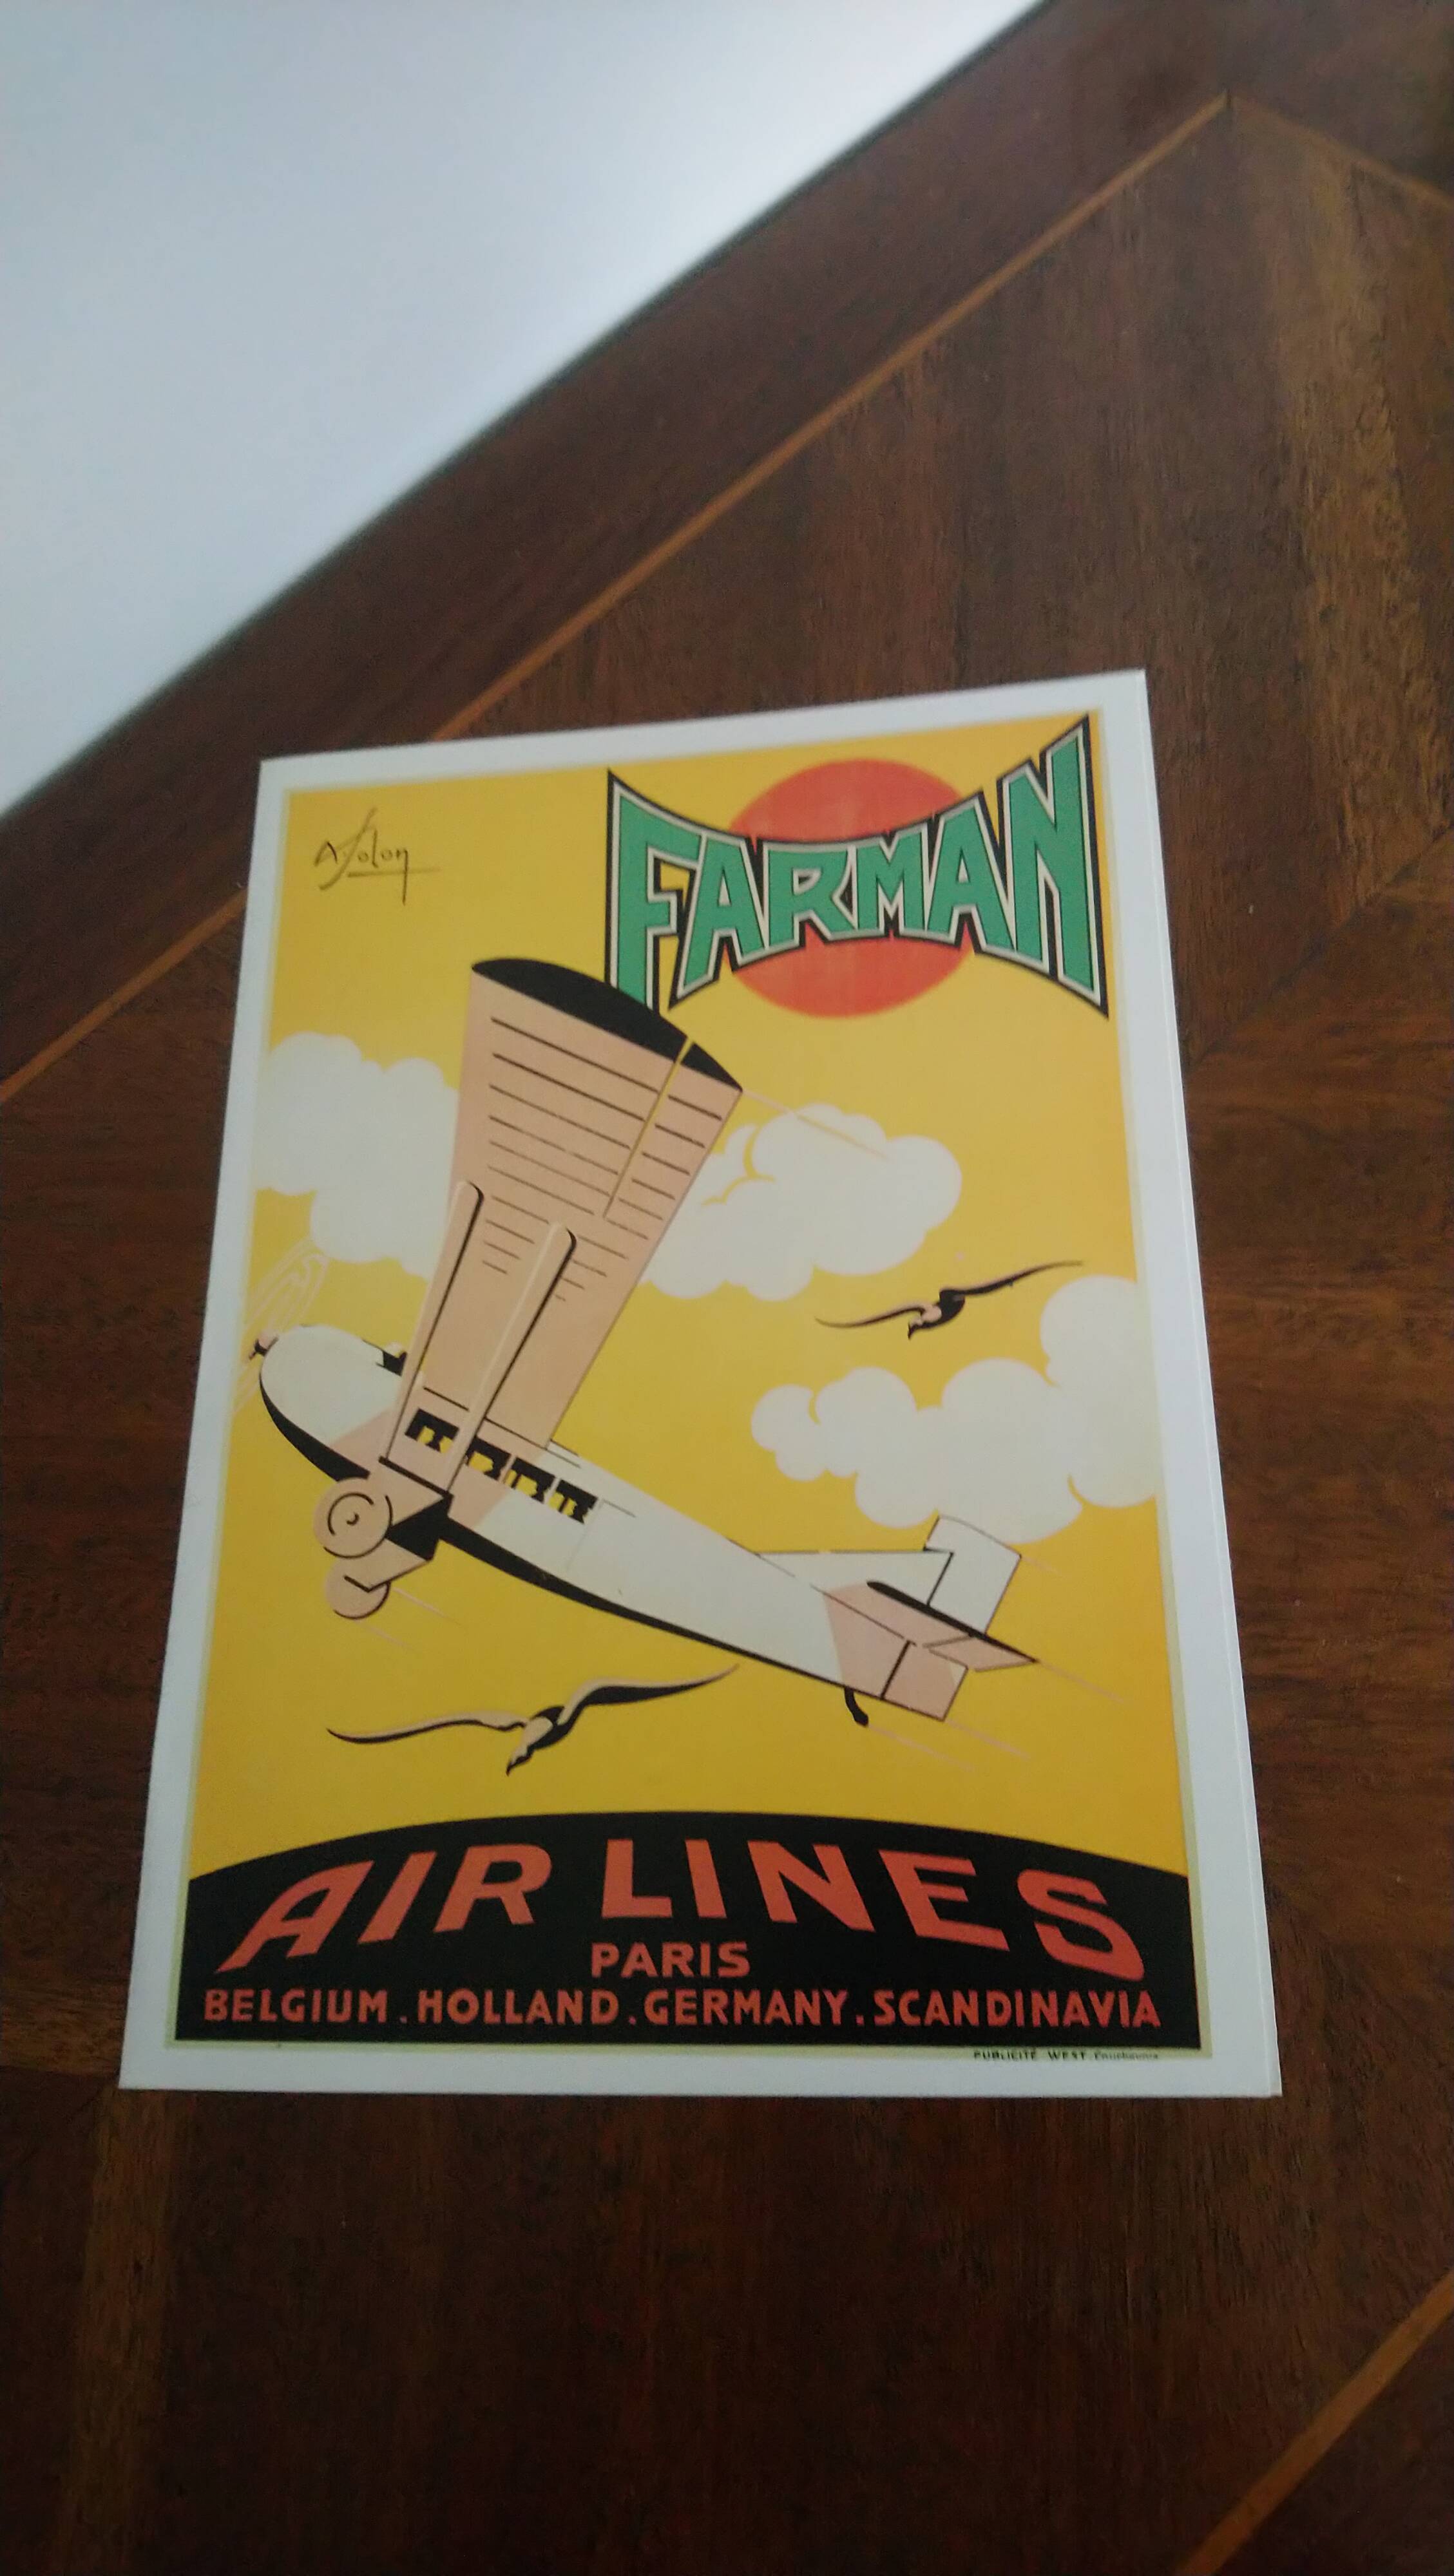 A. Solon
FARMAN
AIR LINES
PARIS
BELGIUM . HOLLAND . GERMANY . SCANDINAVIA
PUBLICITÉ WEST